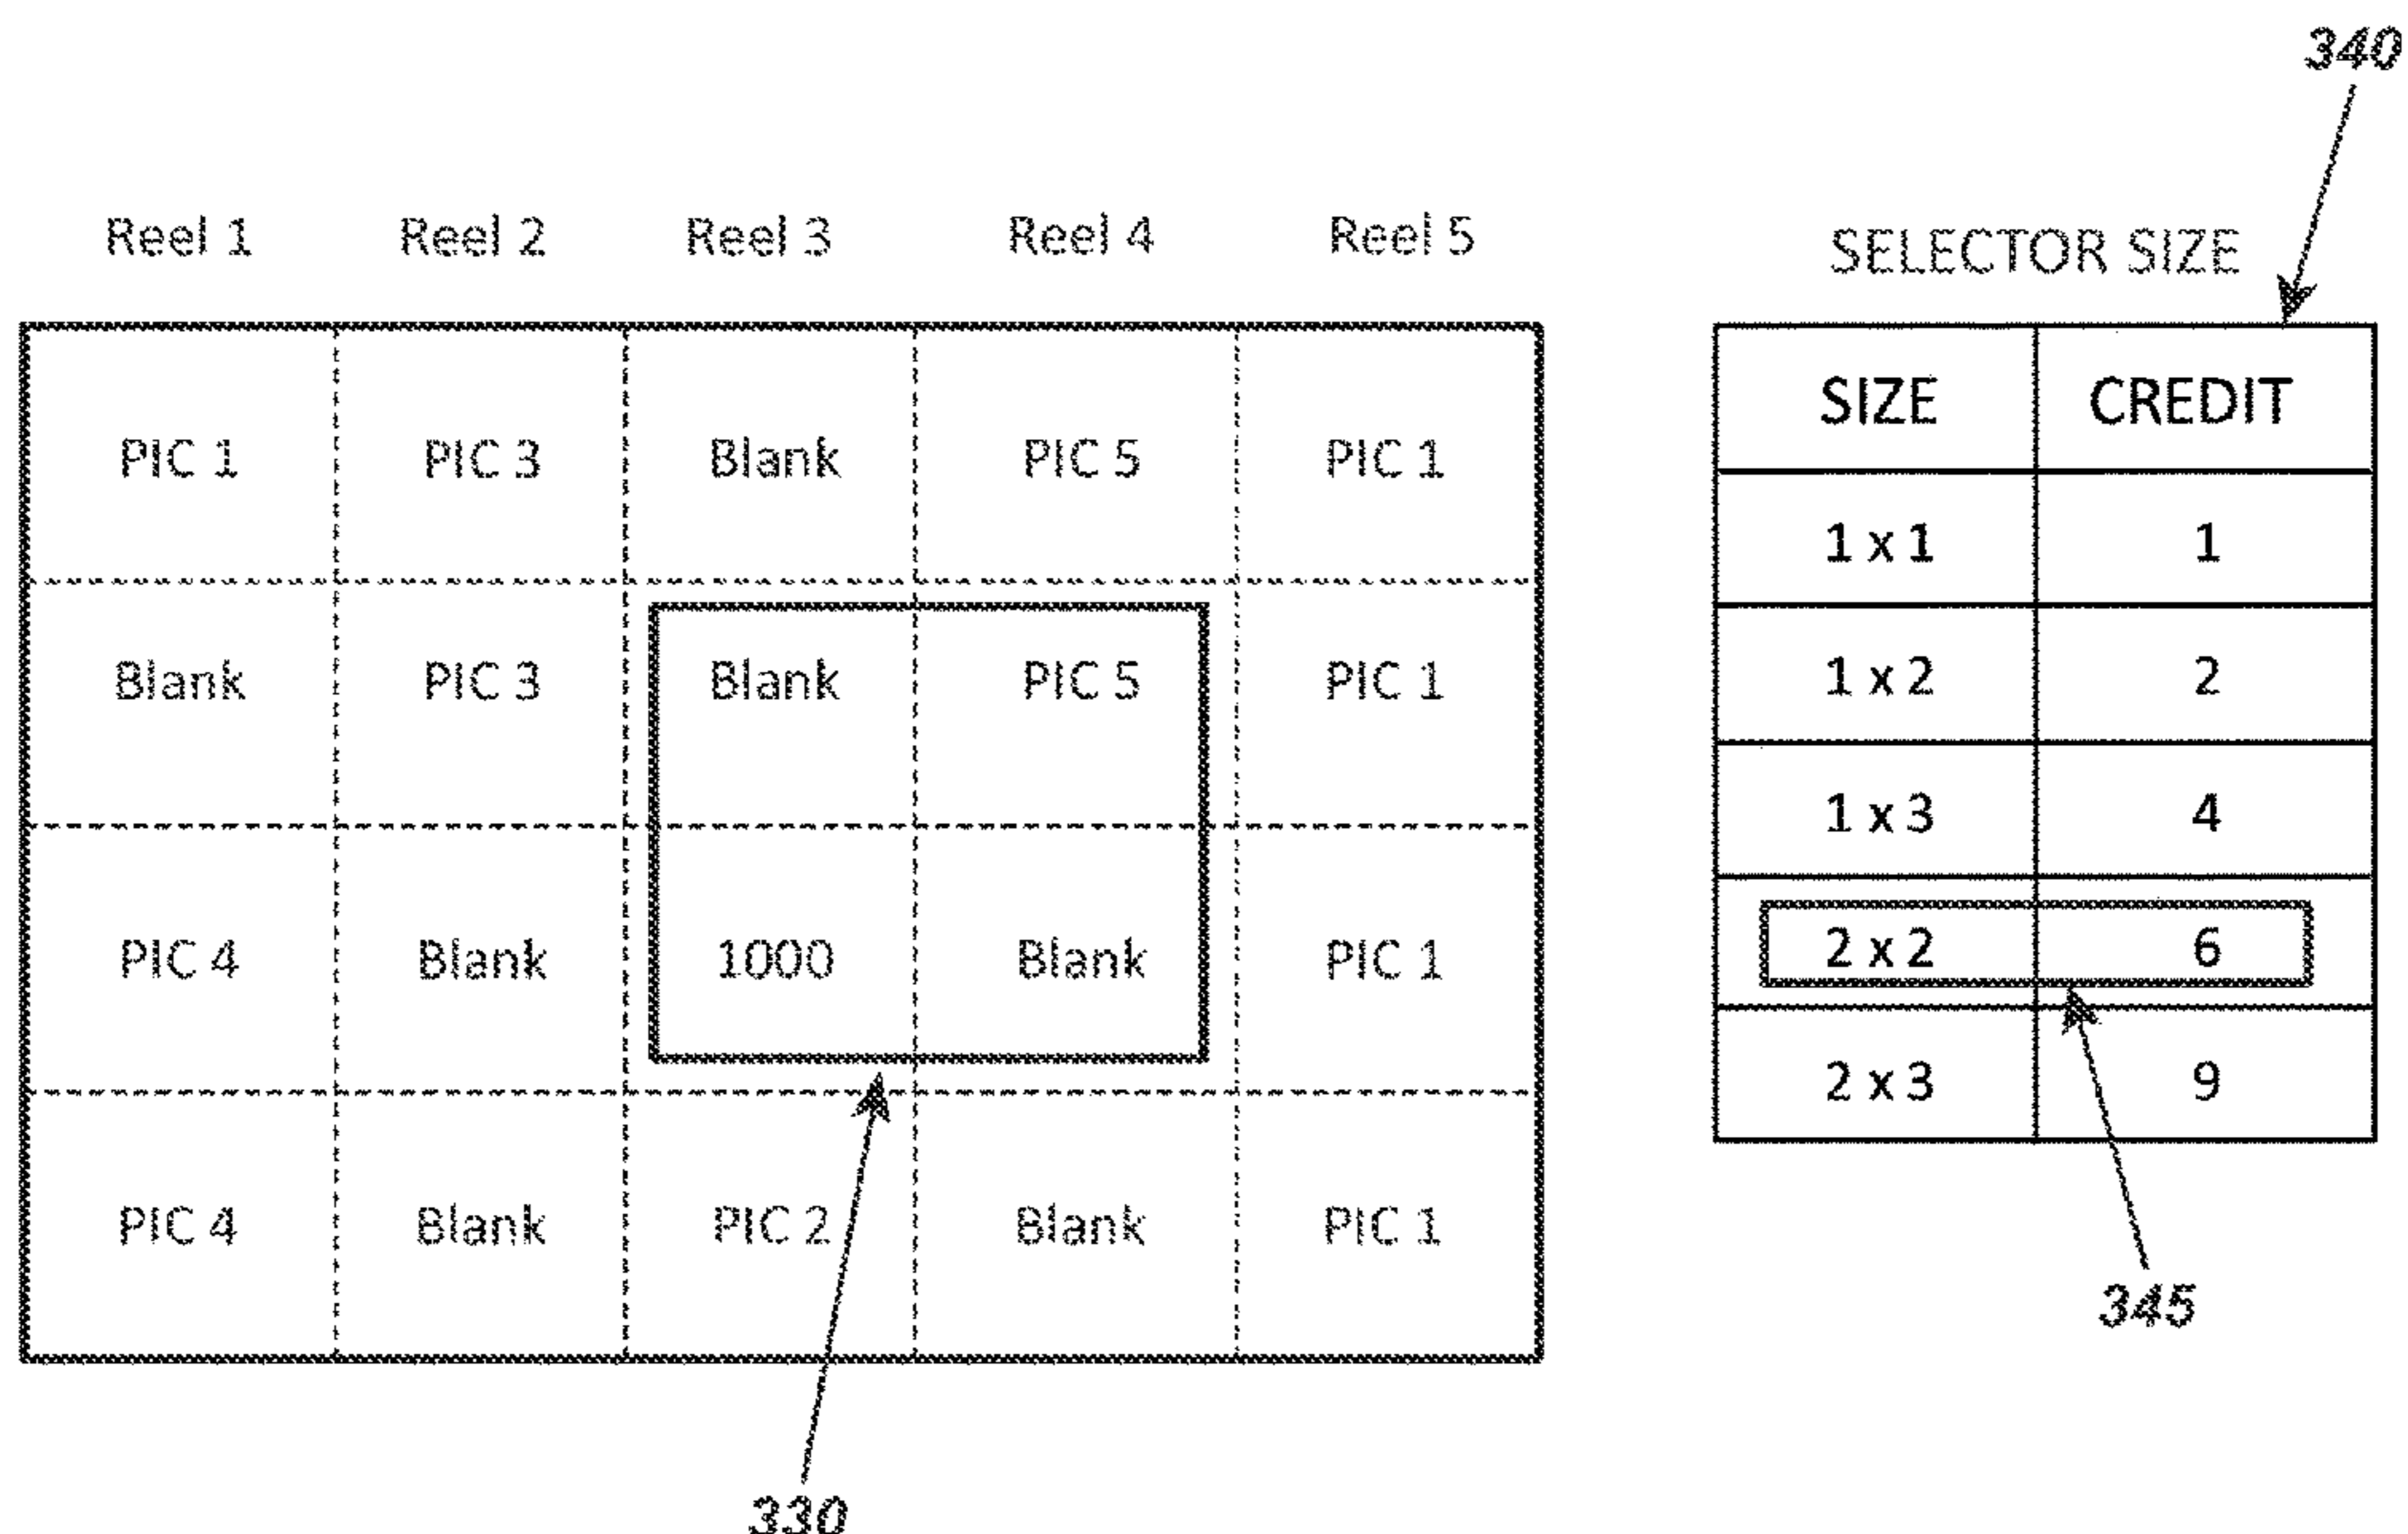 340
Reel 1 Reel 2 Reel 3 Reel 4 Reel 5
SELECTOR SIZE
SIZE CREDIT
PIC 1 PIC 3 Blank PIC 5 PIC 1
1 x 1 1
Blank PIC 3 Blank PIC 5 PIC 1
1 x 2 2
1 x 3 4
PIC 4 Blank 1000 Blank PIC 1
2 x 2 6
2 x 3 9
PIC 4 Blank PIC 2 Blank PIC 1
345
330